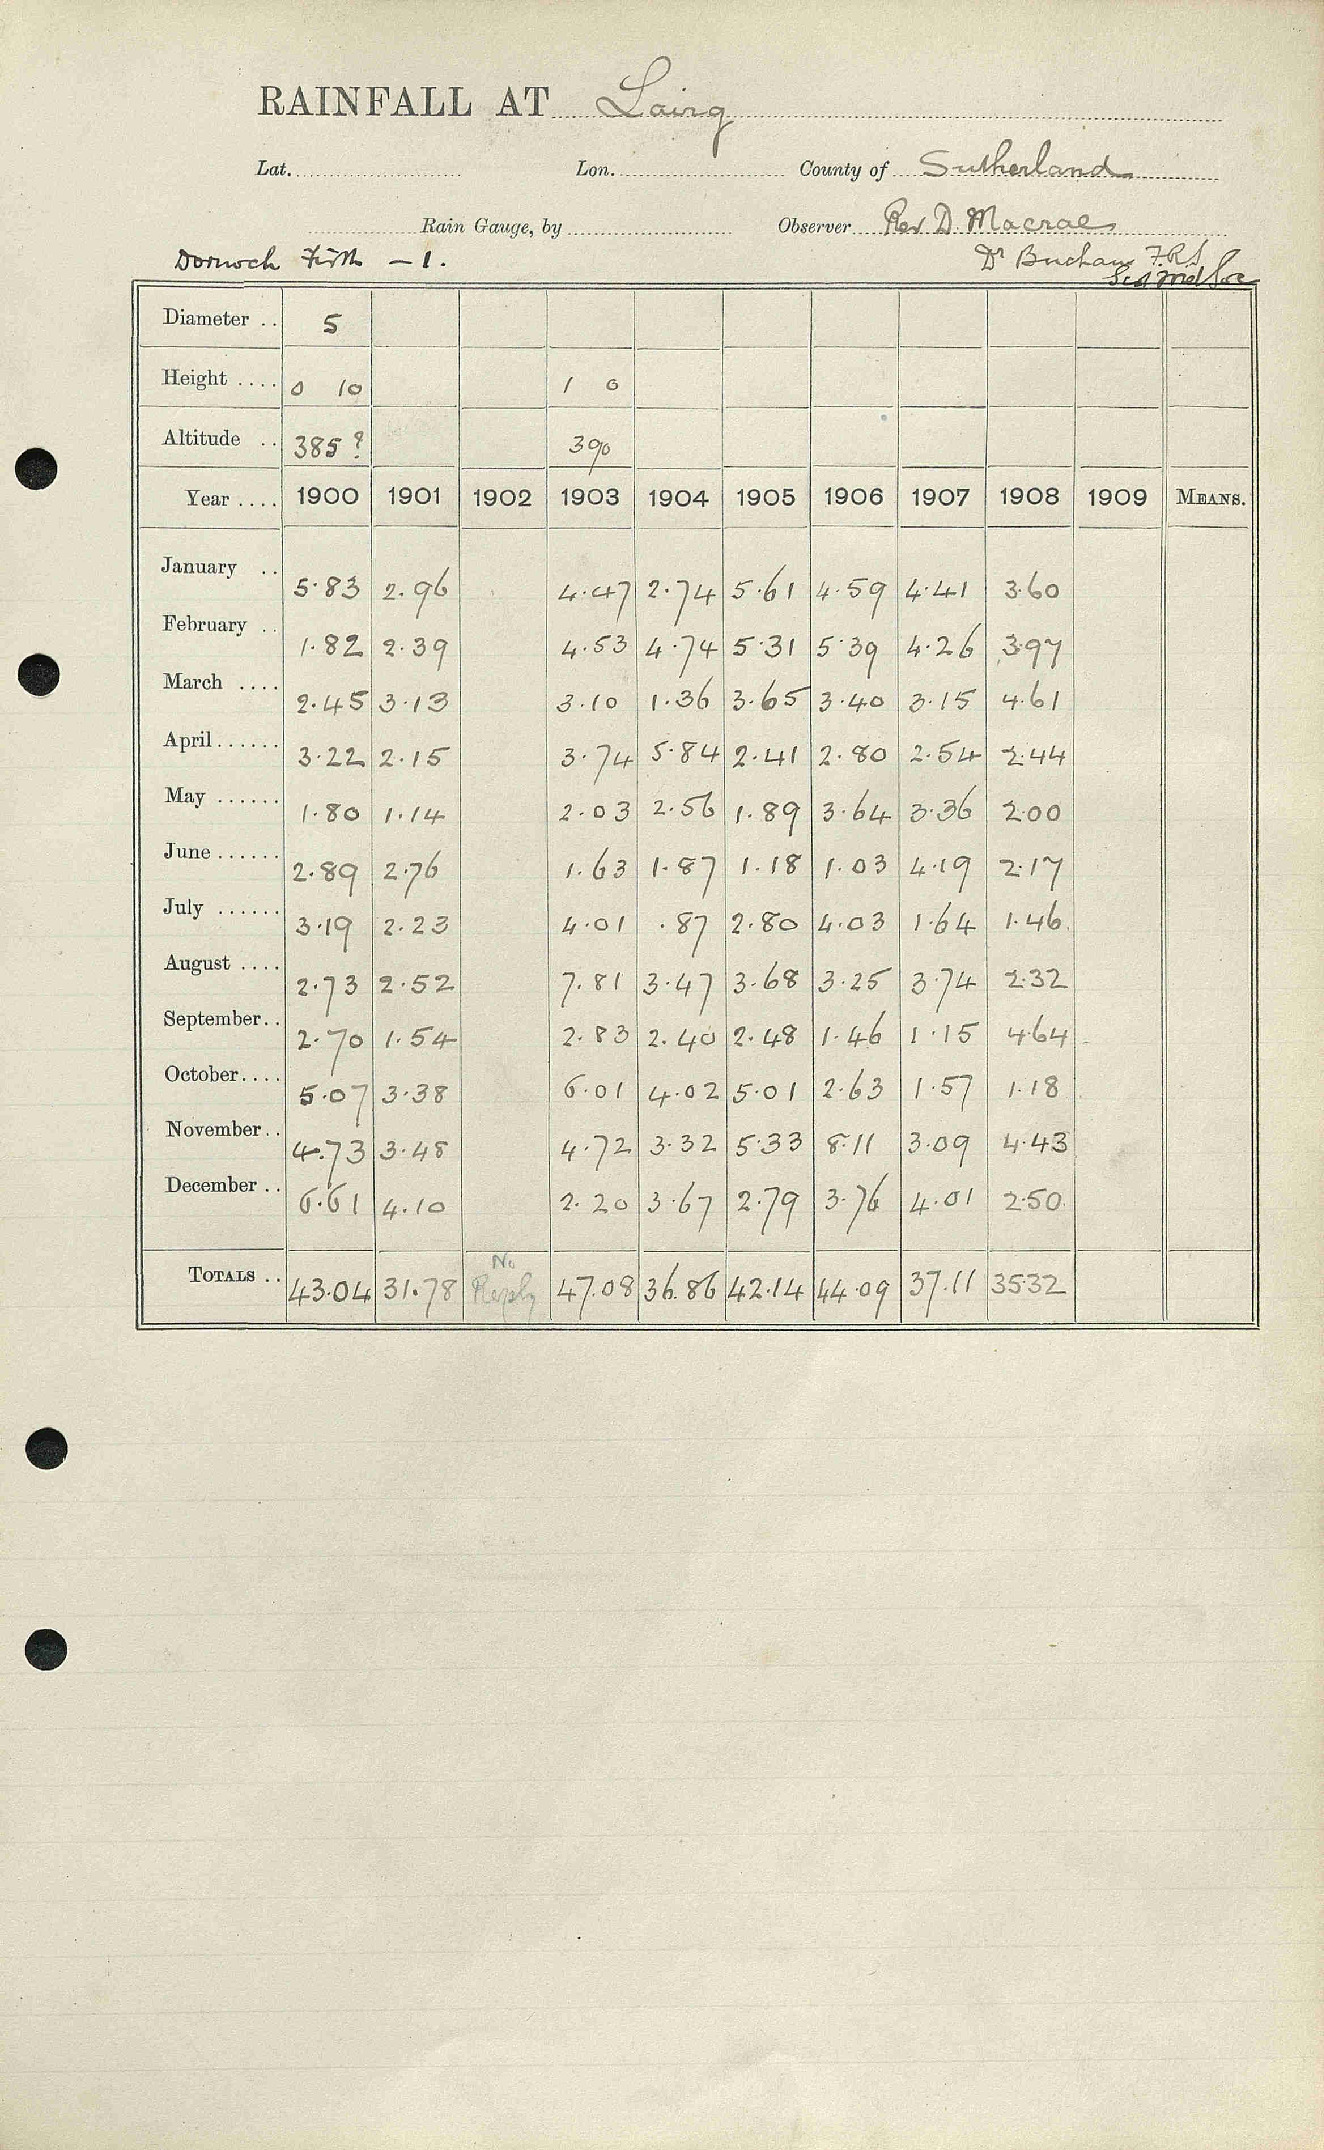 RAINFALL AT Lairg
Lat. Lon. County of Sutherland
Rain Gauge, by Observer Rev D. Macrae
Dornoch Firth - 1. Dr Buchan F.R.S
Scot Met Soc
Diameter .. 5
Height .... 0 10 1 0
Altitude .. 385? 390
Year .... 1900 1901 1902 1903 1904 1905 1906 1907 1908 1909 MEANS.
January .. 5.83 2.96 4.47 2.74 5.61 4.59 4.41 3.60
February .. 1.82 2.39 4.53 4.74 5.31 5.39 4.26 3.97
March .... 2.45 3.13 3.10 1.36 3.65 3.40 3.15 4.61
April...... 3.22 2.15 3.74 5.84 2.41 2.80 2.54 2.44
May ...... 1.80 1.14 2.03 2.56 1.89 3.64 3.36 2.00
June...... 2.89 2.76 1.63 1.87 1.18 1.03 4.19 2.17
July ...... 3.19 2.23 4.01 .87 2.80 4.03 1.64 1.46
August .... 2.73 2.52 7.81 3.47 3.68 3.25 3.74 2.32
September.. 2.70 1.54 2.83 2.40 2.48 1.46 1.15 4.64
October.... 5.07 3.38 6.01 4.02 5.01 2.63 1.57 1.18
November.. 4.73 3.48 4.72 3.32 5.33 8.11 3.09 4.43
December .. 6.61 4.10 2.20 3.67 2.79 3.76 4.01 2.50
TOTALS .. 43.04 31.78 No Reply 47.08 36.86 42.14 44.09 37.11 35.32